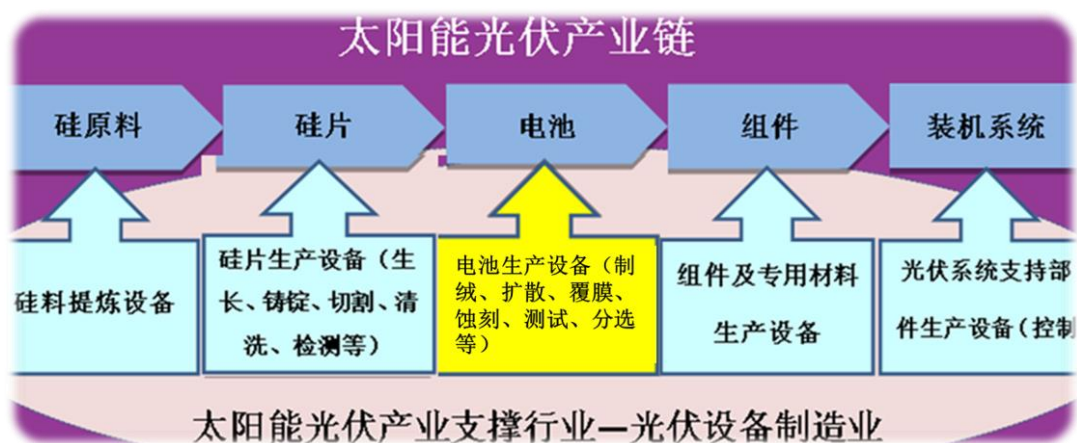 太阳能光伏产业链
硅原料
硅片
电池
组件
装机系统
硅料提炼设备
硅片生产设备（生
长、铸锭、切割、清
洗、检测等）
电池生产设备（制
绒、扩散、覆膜、
蚀刻、测试、分选
等）
组件及专用材料
生产设备
光伏系统支持部
件生产设备（控制
太阳能光伏产业支撑行业—光伏设备制造业